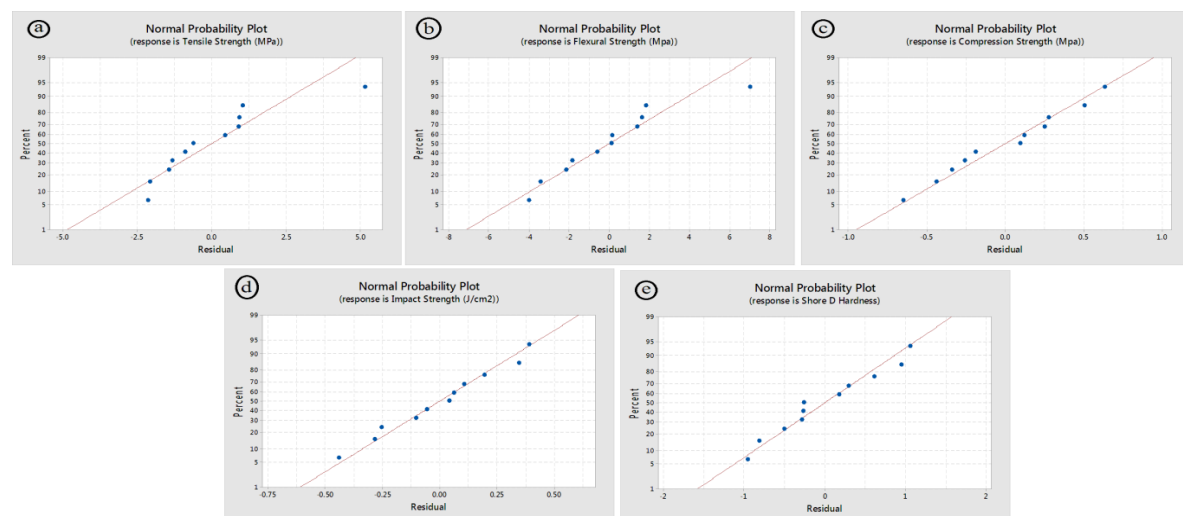 a
Normal Probability Plot
(response is Tensile Strength (MPa))
Percent
99
95
90
80
70
60
50
40
30
20
10
5
1
-5.0 -2.5 0.0 2.5 5.0
Residual
b
Normal Probability Plot
(response is Flexural Strength (Mpa))
Percent
99
95
90
80
70
60
50
40
30
20
10
5
1
-8 -6 -4 -2 0 2 4 6 8
Residual
c
Normal Probability Plot
(response is Compression Strength (Mpa))
Percent
99
95
90
80
70
60
50
40
30
20
10
5
1
-1.0 -0.5 0.0 0.5 1.0
Residual
d
Normal Probability Plot
(response is Impact Strength (J/cm2))
Percent
99
95
90
80
70
60
50
40
30
20
10
5
1
-0.75 -0.50 -0.25 0.00 0.25 0.50
Residual
e
Normal Probability Plot
(response is Shore D Hardness)
Percent
99
95
90
80
70
60
50
40
30
20
10
5
1
-2 -1 0 1 2
Residual